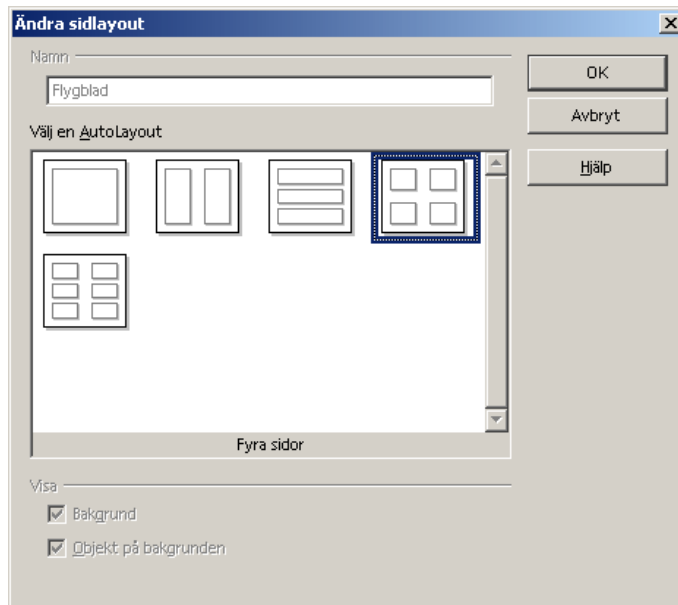 Ändra sidlayout
Namn
Flygblad
OK
Avbryt
Hjälp
Välj en AutoLayout
Fyra sidor
Visa
Bakgrund
Objekt på bakgrunden